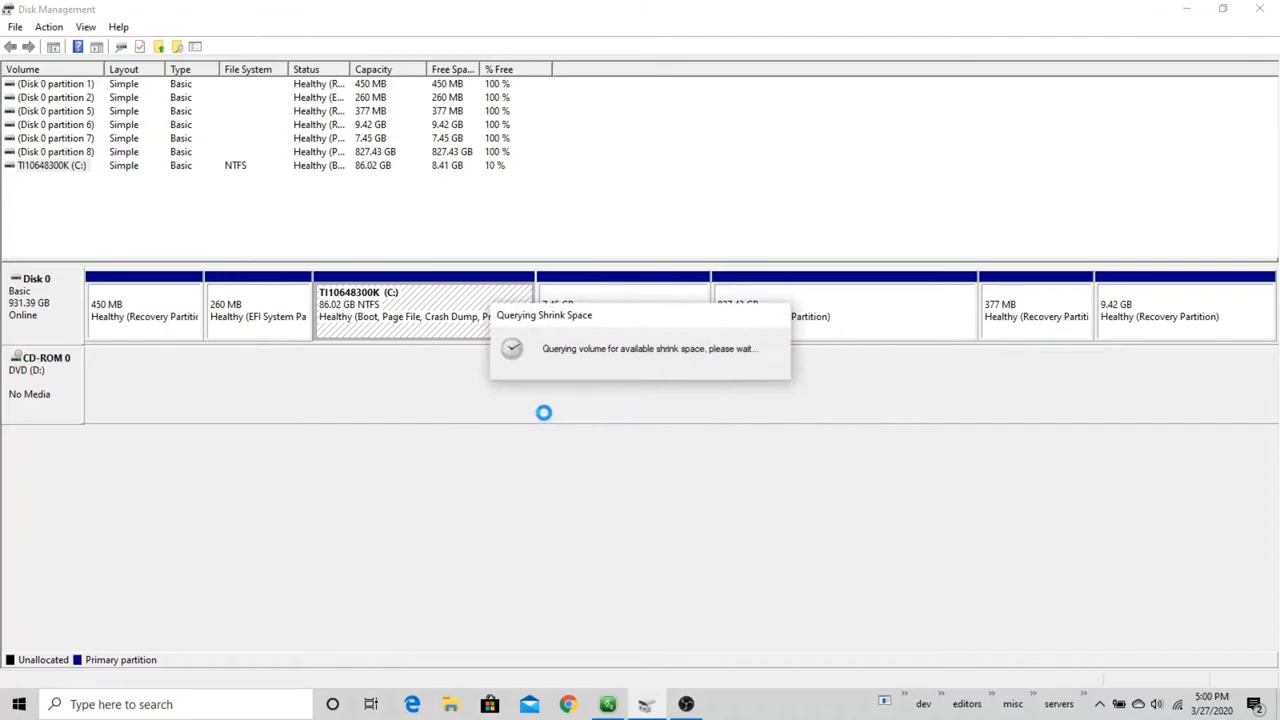 Disk Management
File Action View Help
Volume Layout Type File System Status Capacity Free Spa... % Free
(Disk 0 partition 1) Simple Basic Healthy (R... 450 MB 450 MB 100 %
(Disk 0 partition 2) Simple Basic Healthy (E... 260 MB 260 MB 100 %
(Disk 0 partition 5) Simple Basic Healthy (R... 377 MB 377 MB 100 %
(Disk 0 partition 6) Simple Basic Healthy (R... 9.42 GB 9.42 GB 100 %
(Disk 0 partition 7) Simple Basic Healthy (P... 7.45 GB 7.45 GB 100 %
(Disk 0 partition 8) Simple Basic Healthy (P... 827.43 GB 827.43 GB 100 %
TI10648300K (C:) Simple Basic NTFS Healthy (B... 86.02 GB 8.41 GB 10 %
Disk 0
Basic
931.39 GB
Online
450 MB
Healthy (Recovery Partitic
260 MB
Healthy (EFI System Pa
TI10648300K (C:)
86.02 GB NTFS
Healthy (Boot, Page File, Crash Dump, Pr
Partition)
377 MB
Healthy (Recovery Partiti
9.42 GB
Healthy (Recovery Partition)
Querying Shrink Space
Querying volume for available shrink space, please wait...
CD-ROM 0
DVD (D:)
No Media
Unallocated Primary partition
Type here to search
dev editors misc servers
5:00 PM
3/27/2020
2